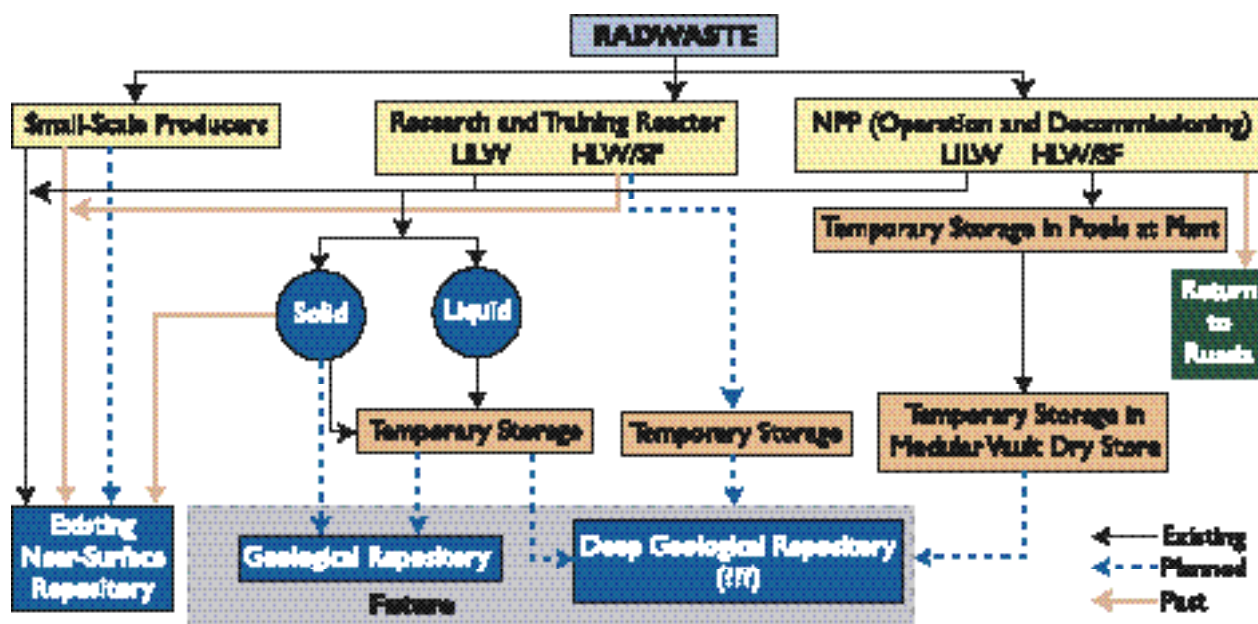 RADWASTE
Small-Scale Producers
Research and Training Reactor
LILW HLW/SF
NPP (Operation and Decommissioning)
LILW HLW/SF
Temporary Storage in Pools at Plant
Solid
Liquid
Return
to
Russia
Temporary Storage
Temporary Storage
Temporary Storage in
Modular Vault Dry Store
Existing
Near-Surface
Repository
Geological Repository
Deep Geological Repository
Future
Existing
Planned
Past